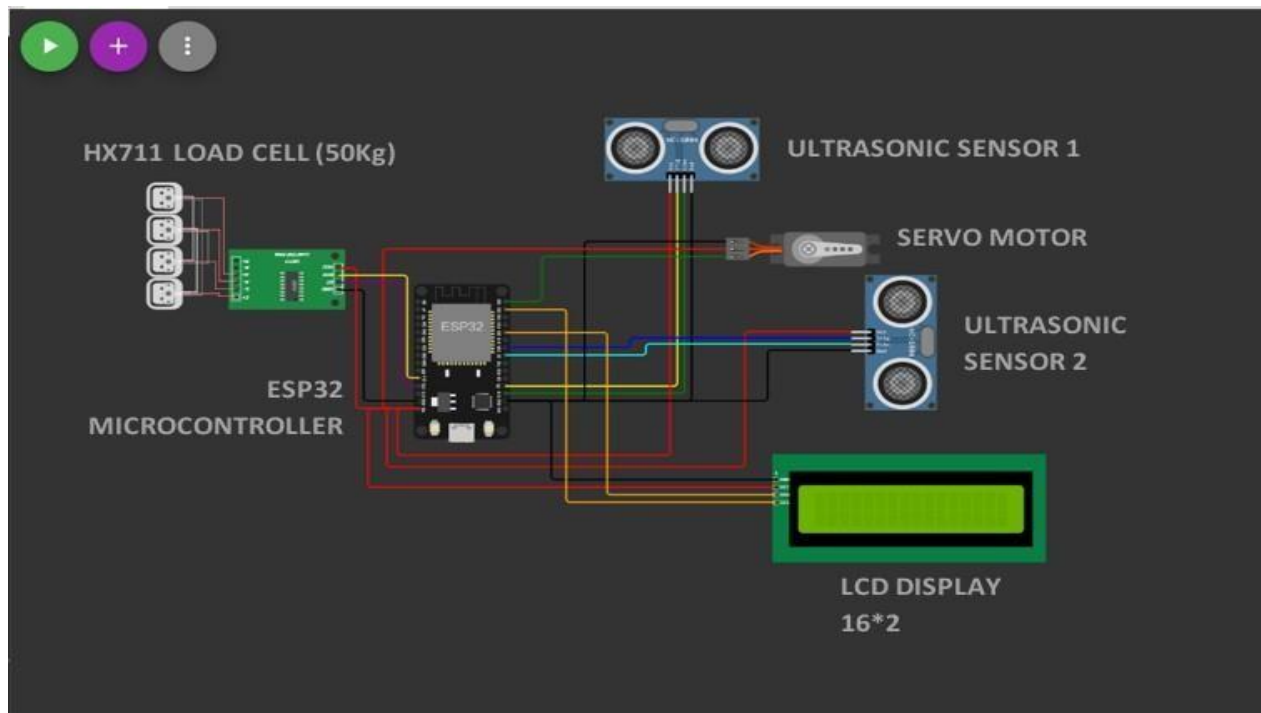 HX711 LOAD CELL (50Kg)
ULTRASONIC SENSOR 1
SERVO MOTOR
ULTRASONIC
SENSOR 2
ESP32
ESP32
MICROCONTROLLER
LCD DISPLAY
16*2